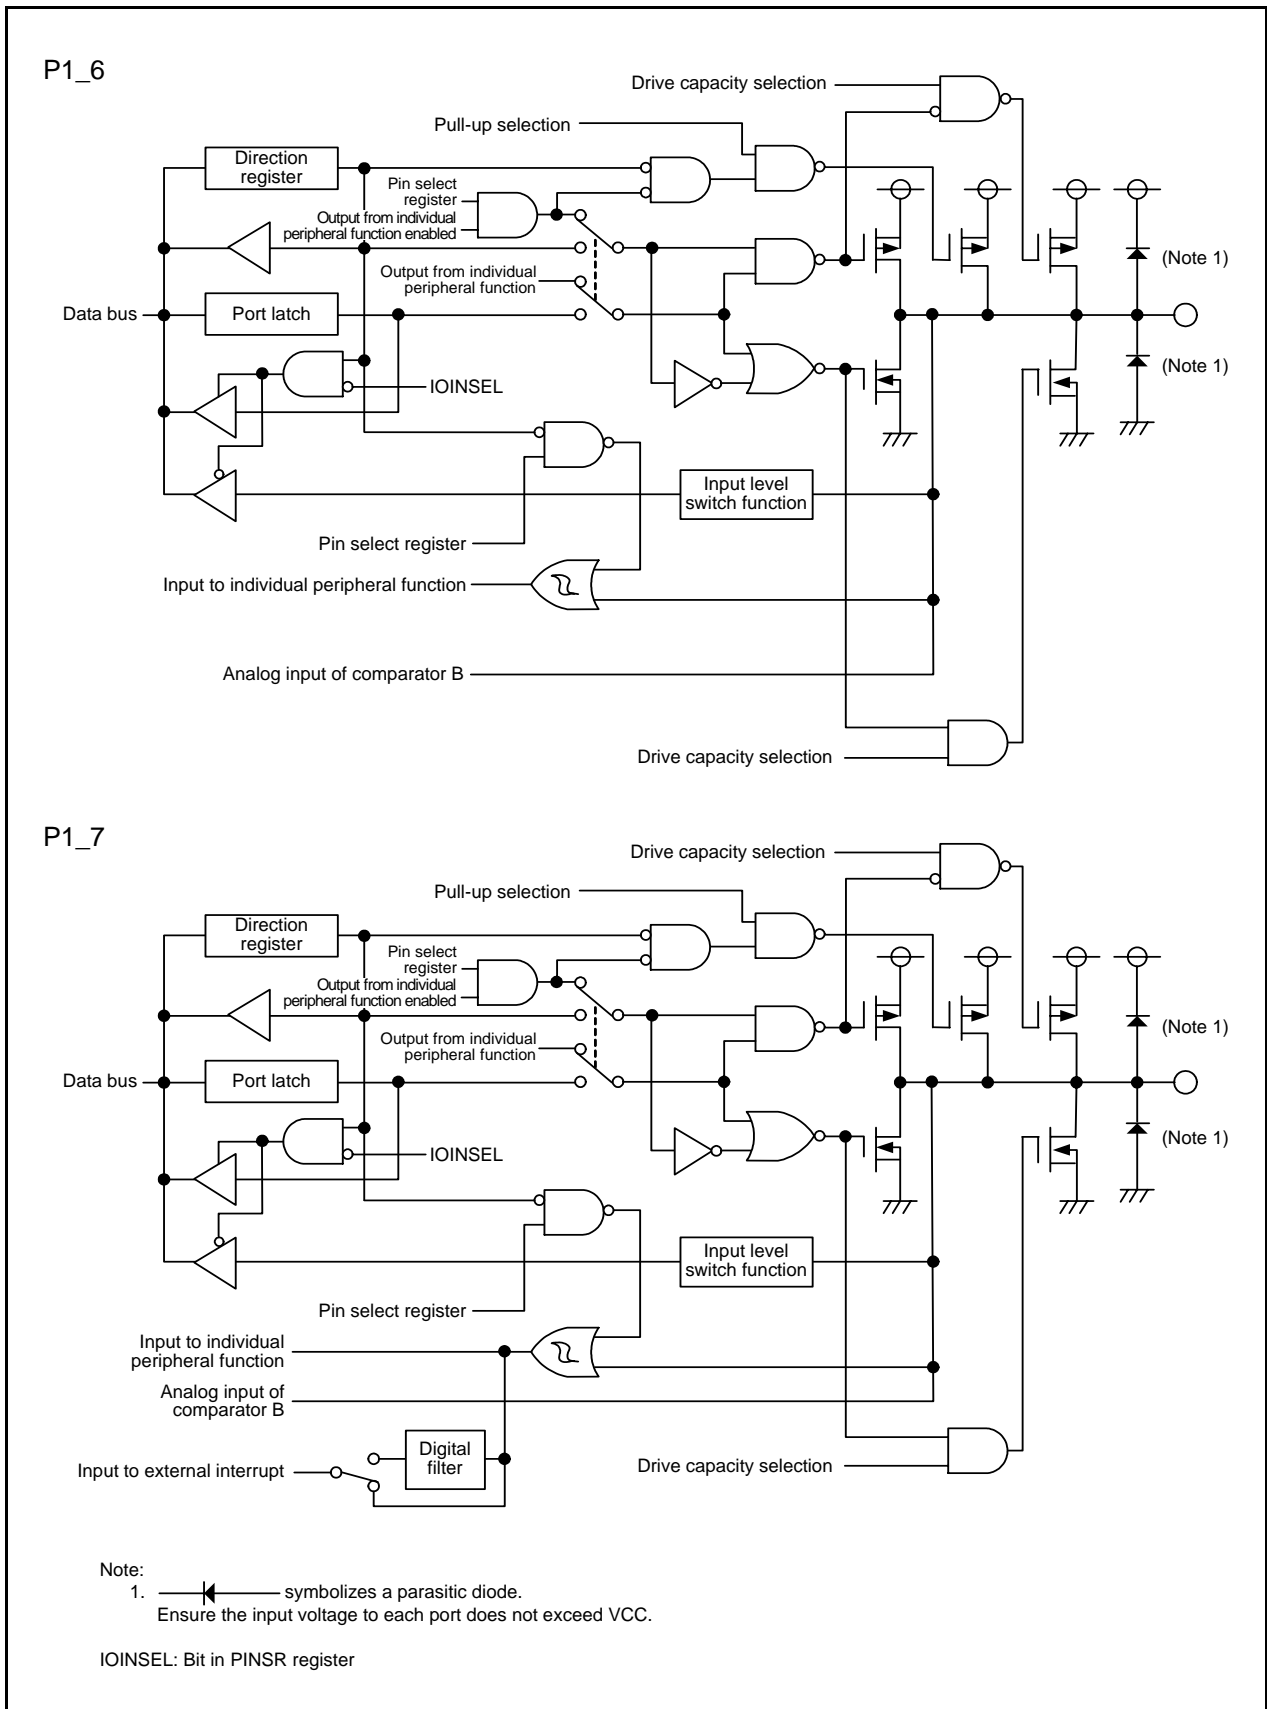 P1_6
Drive capacity selection
Pull-up selection
Direction
register
Pin select
register
Output from individual
peripheral function enabled
Output from individual
peripheral function
(Note 1)
Data bus
Port latch
(Note 1)
IOINSEL
Input level
switch function
Pin select register
Input to individual peripheral function
Analog input of comparator B
Drive capacity selection
P1_7
Drive capacity selection
Pull-up selection
Direction
register
Pin select
register
Output from individual
peripheral function enabled
Output from individual
peripheral function
(Note 1)
Data bus
Port latch
(Note 1)
IOINSEL
Input level
switch function
Pin select register
Input to individual
peripheral function
Analog input of
comparator B
Digital
filter
Input to external interrupt
Drive capacity selection
Note:
1. symbolizes a parasitic diode.
Ensure the input voltage to each port does not exceed VCC.
IOINSEL: Bit in PINSR register